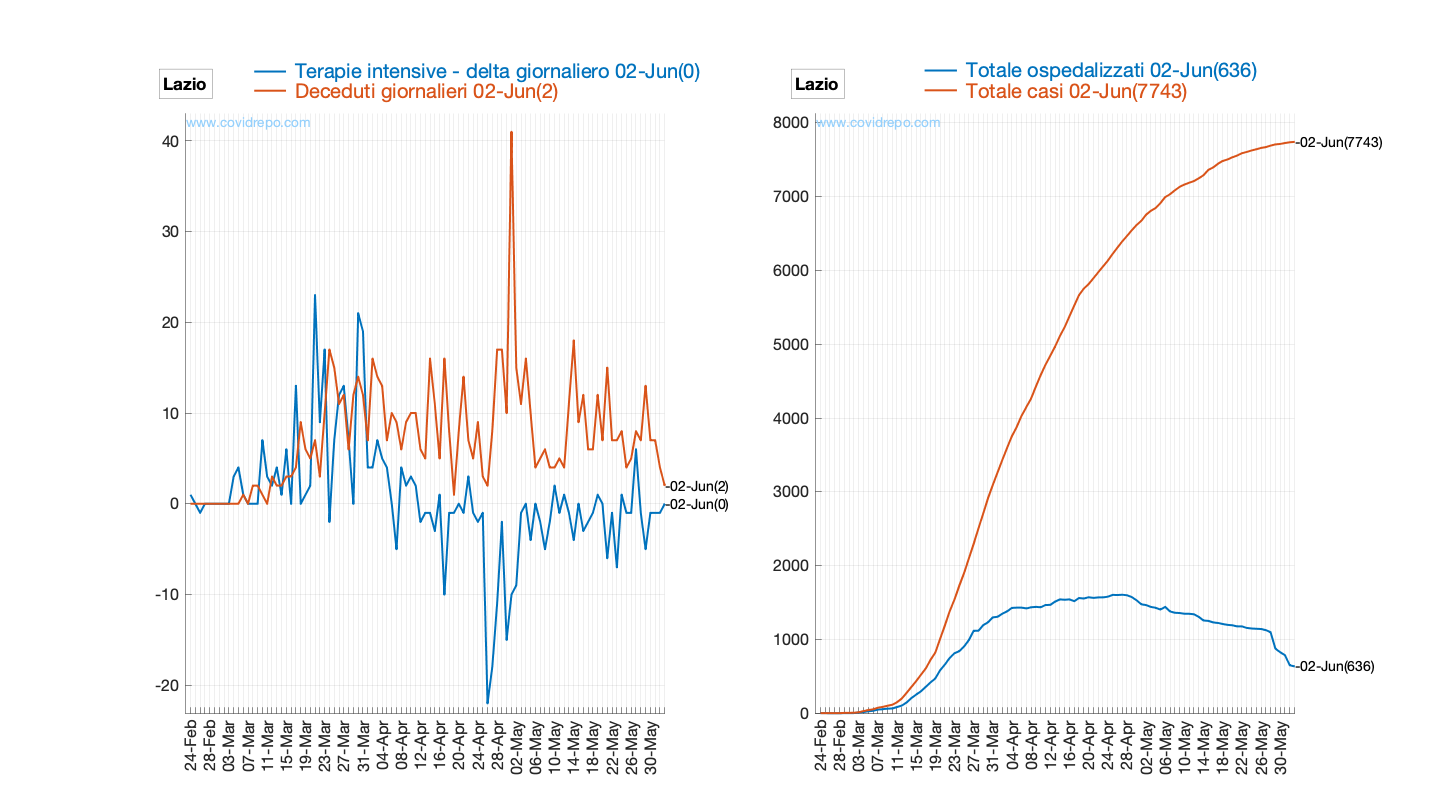 Lazio
Terapie intensive - delta giornaliero 02-Jun(0)
Deceduti giornalieri 02-Jun(2)
www.covidrepo.com
40
30
20
10
0
-10
-20
02-Jun(2)
02-Jun(0)
24-Feb
28-Feb
03-Mar
07-Mar
11-Mar
15-Mar
19-Mar
23-Mar
27-Mar
31-Mar
04-Apr
08-Apr
12-Apr
16-Apr
20-Apr
24-Apr
28-Apr
02-May
06-May
10-May
14-May
18-May
22-May
26-May
30-May
Lazio
Totale ospedalizzati 02-Jun(636)
Totale casi 02-Jun(7743)
www.covidrepo.com
8000
7000
6000
5000
4000
3000
2000
1000
0
02-Jun(7743)
02-Jun(636)
24-Feb
28-Feb
03-Mar
07-Mar
11-Mar
15-Mar
19-Mar
23-Mar
27-Mar
31-Mar
04-Apr
08-Apr
12-Apr
16-Apr
20-Apr
24-Apr
28-Apr
02-May
06-May
10-May
14-May
18-May
22-May
26-May
30-May